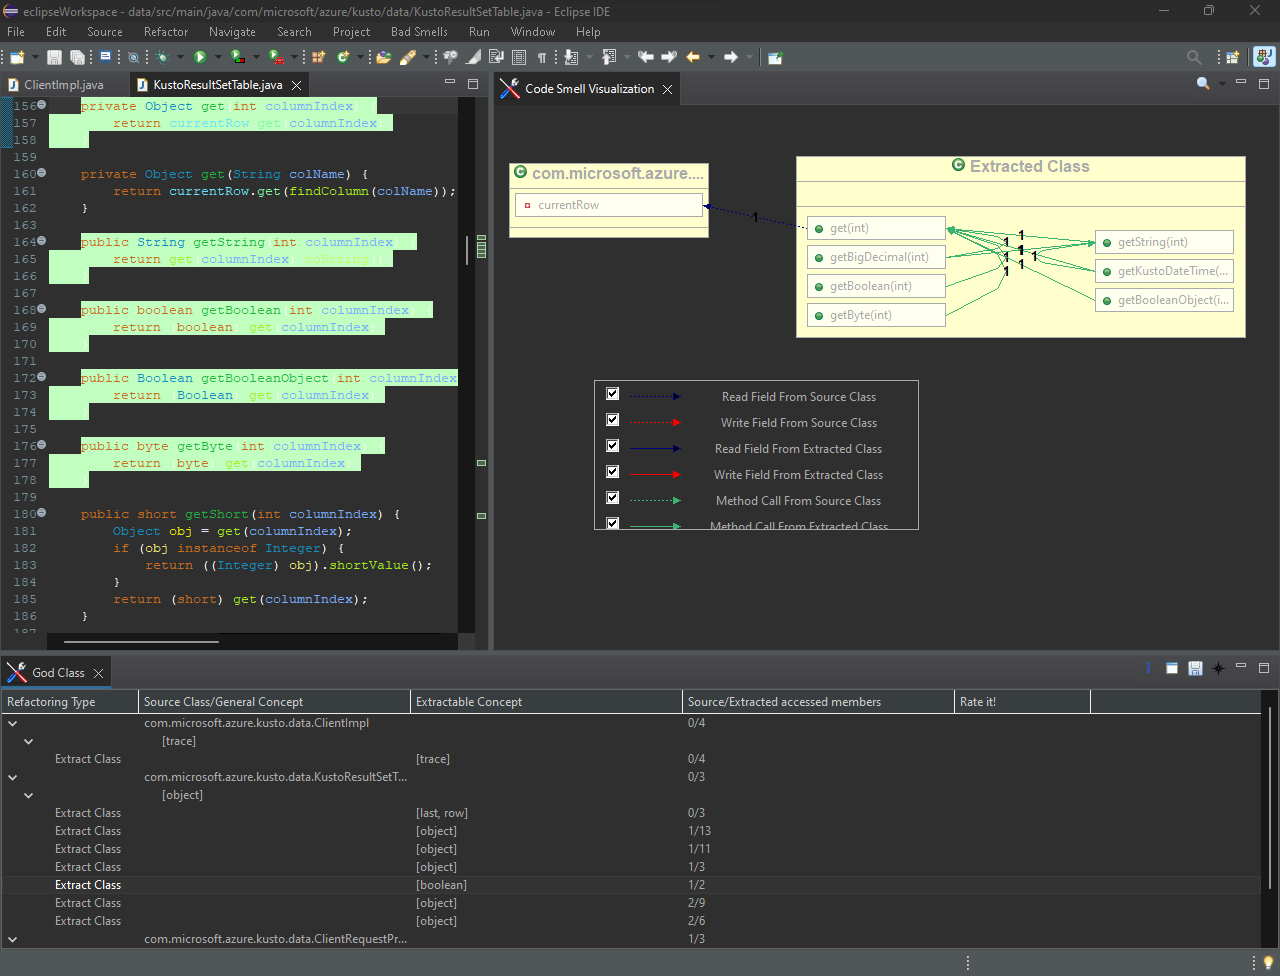 eclipseWorkspace - data/src/main/java/com/microsoft/azure/kusto/data/KustoResultSetTable.java - Eclipse IDE
File Edit Source Refactor Navigate Search Project Bad Smells Run Window Help
ClientImpl.java KustoResultSetTable.java
156 private Object get(int columnIndex) {
157 return currentRow.get(columnIndex)
158
159
160 private Object get(String colName) {
161 return currentRow.get(findColumn(colName));
162 }
163
164 public String getString(int columnIndex) {
165 return get(columnIndex).toString()
166
167
168 public boolean getBoolean(int columnIndex) {
169 return (boolean) get(columnIndex)
170
171
172 public Boolean getBooleanObject(int columnIndex
173 return (Boolean) get(columnIndex)
174
175
176 public byte getByte(int columnIndex) {
177 return (byte) get(columnIndex)
178
179
180 public short getShort(int columnIndex) {
181 Object obj = get(columnIndex);
182 if (obj instanceof Integer) {
183 return ((Integer) obj).shortValue();
184 }
185 return (short) get(columnIndex);
186 }
187
Code Smell Visualization
com.microsoft.azure....
currentRow
1
Extracted Class
get(int)
getBigDecimal(int)
getBoolean(int)
getByte(int)
1
1
1
1
1
1
1
getString(int)
getKustoDateTime(...
getBooleanObject(i...
Read Field From Source Class
Write Field From Source Class
Read Field From Extracted Class
Write Field From Extracted Class
Method Call From Source Class
Method Call From Extracted Class
God Class
Refactoring Type Source Class/General Concept Extractable Concept Source/Extracted accessed members Rate it!
com.microsoft.azure.kusto.data.ClientImpl 0/4
[trace]
Extract Class [trace] 0/4
com.microsoft.azure.kusto.data.KustoResultSetT... 0/3
[object]
Extract Class [last, row] 0/3
Extract Class [object] 1/13
Extract Class [object] 1/11
Extract Class [object] 1/3
Extract Class [boolean] 1/2
Extract Class [object] 2/9
Extract Class [object] 2/6
com.microsoft.azure.kusto.data.ClientRequestPr... 1/3